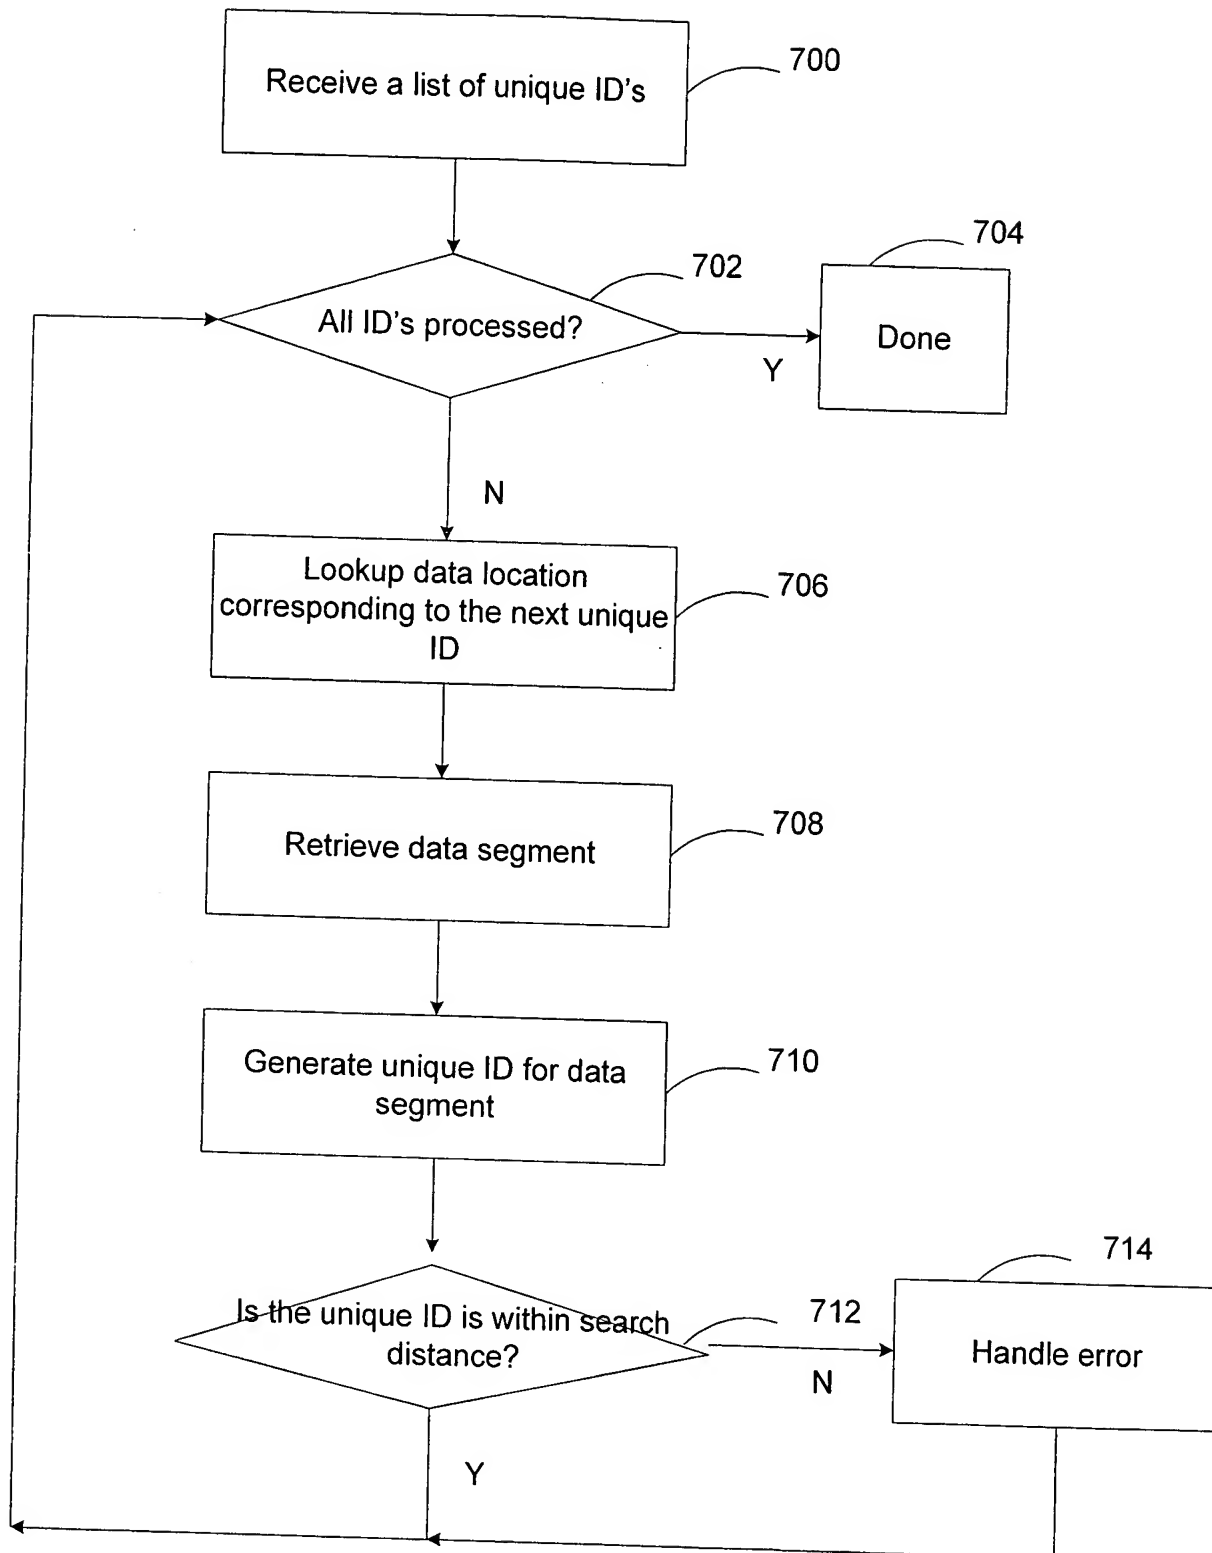 Receive a list of unique ID's
700
704
702
All ID's processed?
Done
Y
N
Lookup data location
corresponding to the next unique
ID
706
Retrieve data segment
708
Generate unique ID for data
segment
710
714
Is the unique ID is within search
distance?
712
Handle error
N
Y